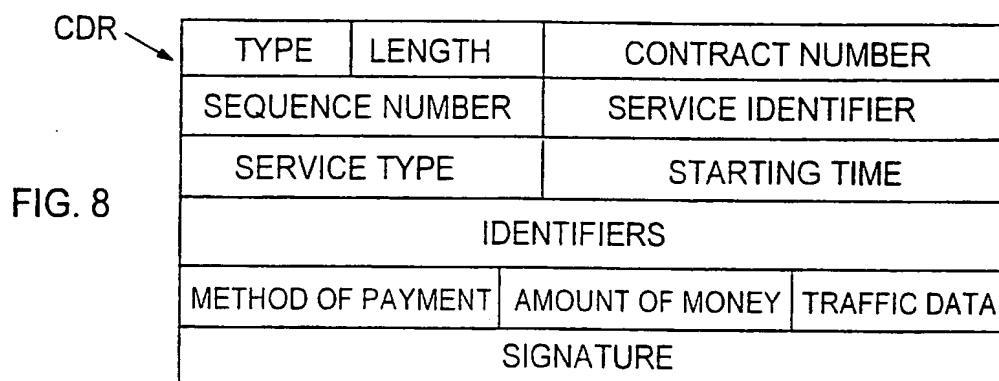 CDR
TYPE LENGTH CONTRACT NUMBER
SEQUENCE NUMBER SERVICE IDENTIFIER
SERVICE TYPE STARTING TIME
FIG. 8
IDENTIFIERS
METHOD OF PAYMENT AMOUNT OF MONEY TRAFFIC DATA
SIGNATURE